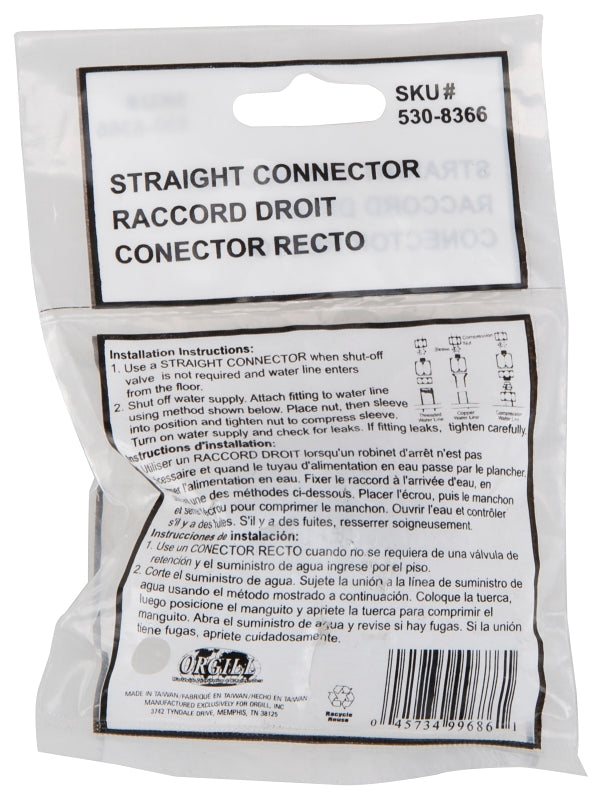 SKU#
530-8366
STRAIGHT CONNECTOR
RACCORD DROIT
CONECTOR RECTO
Installation Instructions:
1. Use a STRAIGHT CONNECTOR when shut-off
valve is not required and water line enters
from the floor.
2. Shut off water supply. Attach fitting to water line
using method shown below. Place nut, then sleeve
into position and tighten nut to compress sleeve.
Turn on water supply and check for leaks. If fitting leaks, tighten carefully.
Compression
Nut
Sleeve
Threaded
Water Line
Copper
Water Line
Water Line
Instructions d'installation:
Utiliser un RACCORD DROIT lorsqu'un robinet d'arrêt n'est pas
et quand le tuyau d'alimentation en eau passe par le plancher.
l'alimentation en eau. Fixer le raccord à l'arrivée d'eau, en
une des méthodes ci-dessous. Placer l'écrou, puis le manchon
et pour comprimer le manchon. Ouvrir l'eau et contrôler
s'il y a des fuites. S'il y a des fuites, resserrer soigneusement.
Instrucciones de instalación:
1. Use un CONECTOR RECTO cuando no se requiera de una válvula de
retención y el suministro de agua ingrese por el piso.
2. Corte el suministro de agua. Sujete la unión a la línea de suministro de
agua usando el método mostrado a continuación. Coloque la tuerca,
luego posicione el manguito y apriete la tuerca para comprimir el
manguito. Abra el suministro de agua y revise si hay fugas. Si la unión
tiene fugas, apriete cuidadosamente.
ORGILL
MADE IN TAIWAN/FABRIQUÉ EN TAIWAN/HECHO EN TAIWAN
MANUFACTURED EXCLUSIVELY FOR ORGILL, INC
3742 TYNDALE DRIVE, MEMPHIS, TN 38125
Recycle
Reuse
0 45734 99686 1